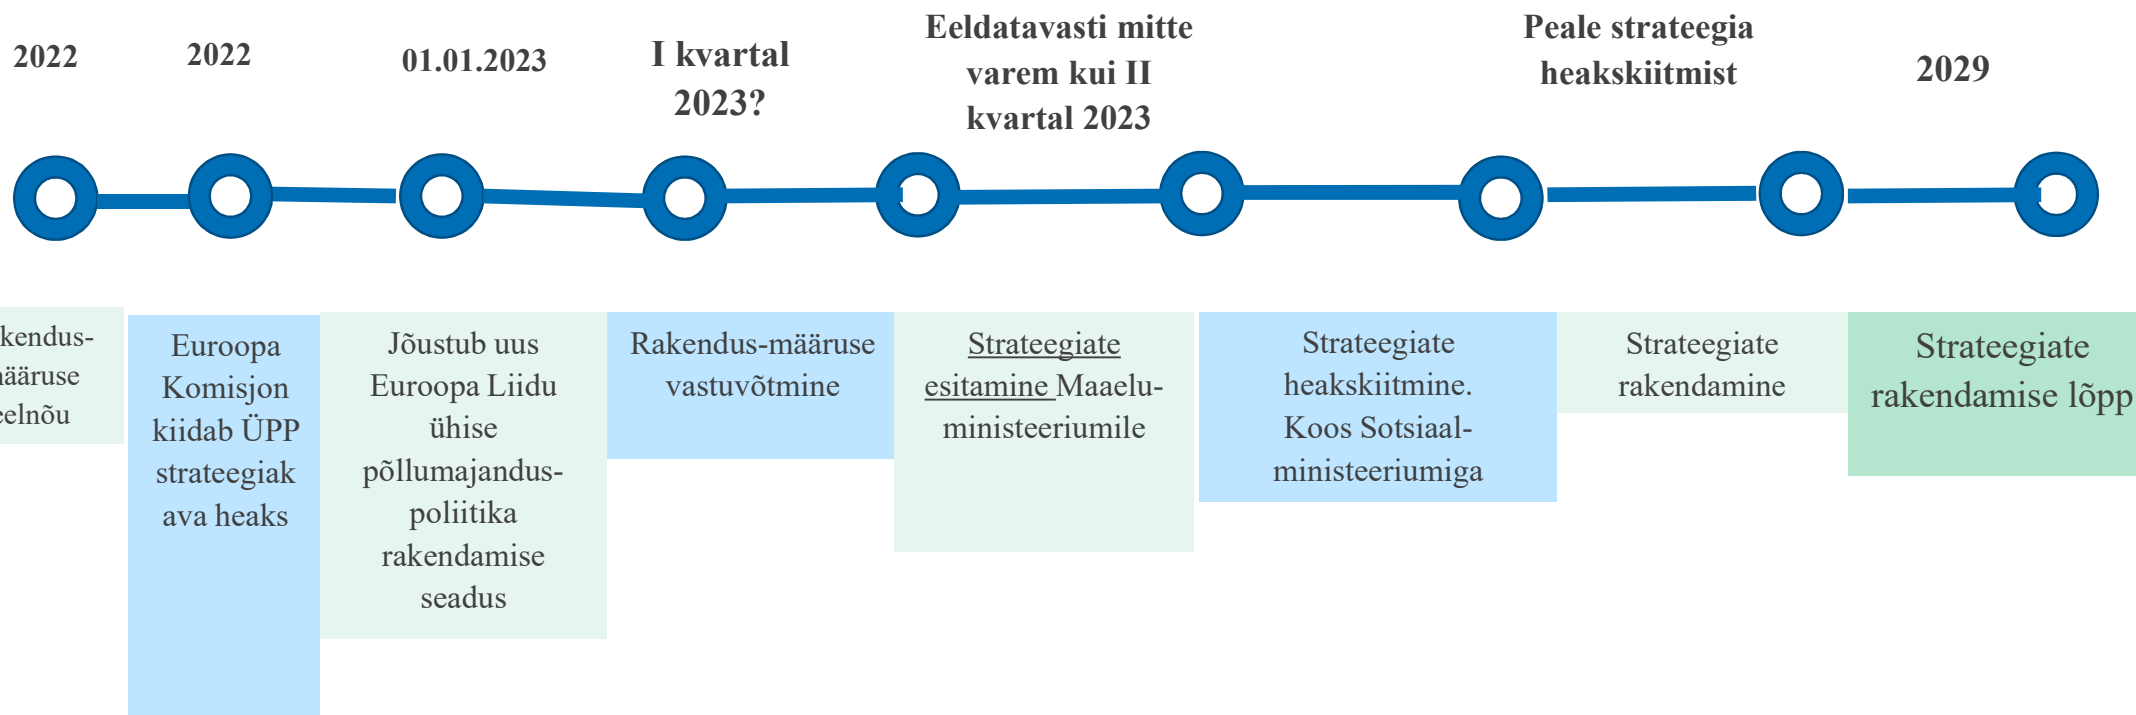 2022
2022
01.01.2023
I kvartal
2023?
Eeldatavasti mitte
varem kui II
kvartal 2023
Peale strateegia
heakskiitmist
2029
kendus-
määruse
eelnõu
Euroopa
Komisjon
kiidab ÜPP
strateegiak
ava heaks
Jõustub uus
Euroopa Liidu
ühise
põllumajandus-
poliitika
rakendamise
seadus
Rakendus-määruse
vastuvõtmine
Strateegiate
esitamine Maaelu-
ministeeriumile
Strateegiate
heakskiitmine.
Koos Sotsiaal-
ministeeriumiga
Strateegiate
rakendamine
Strateegiate
rakendamise lõpp